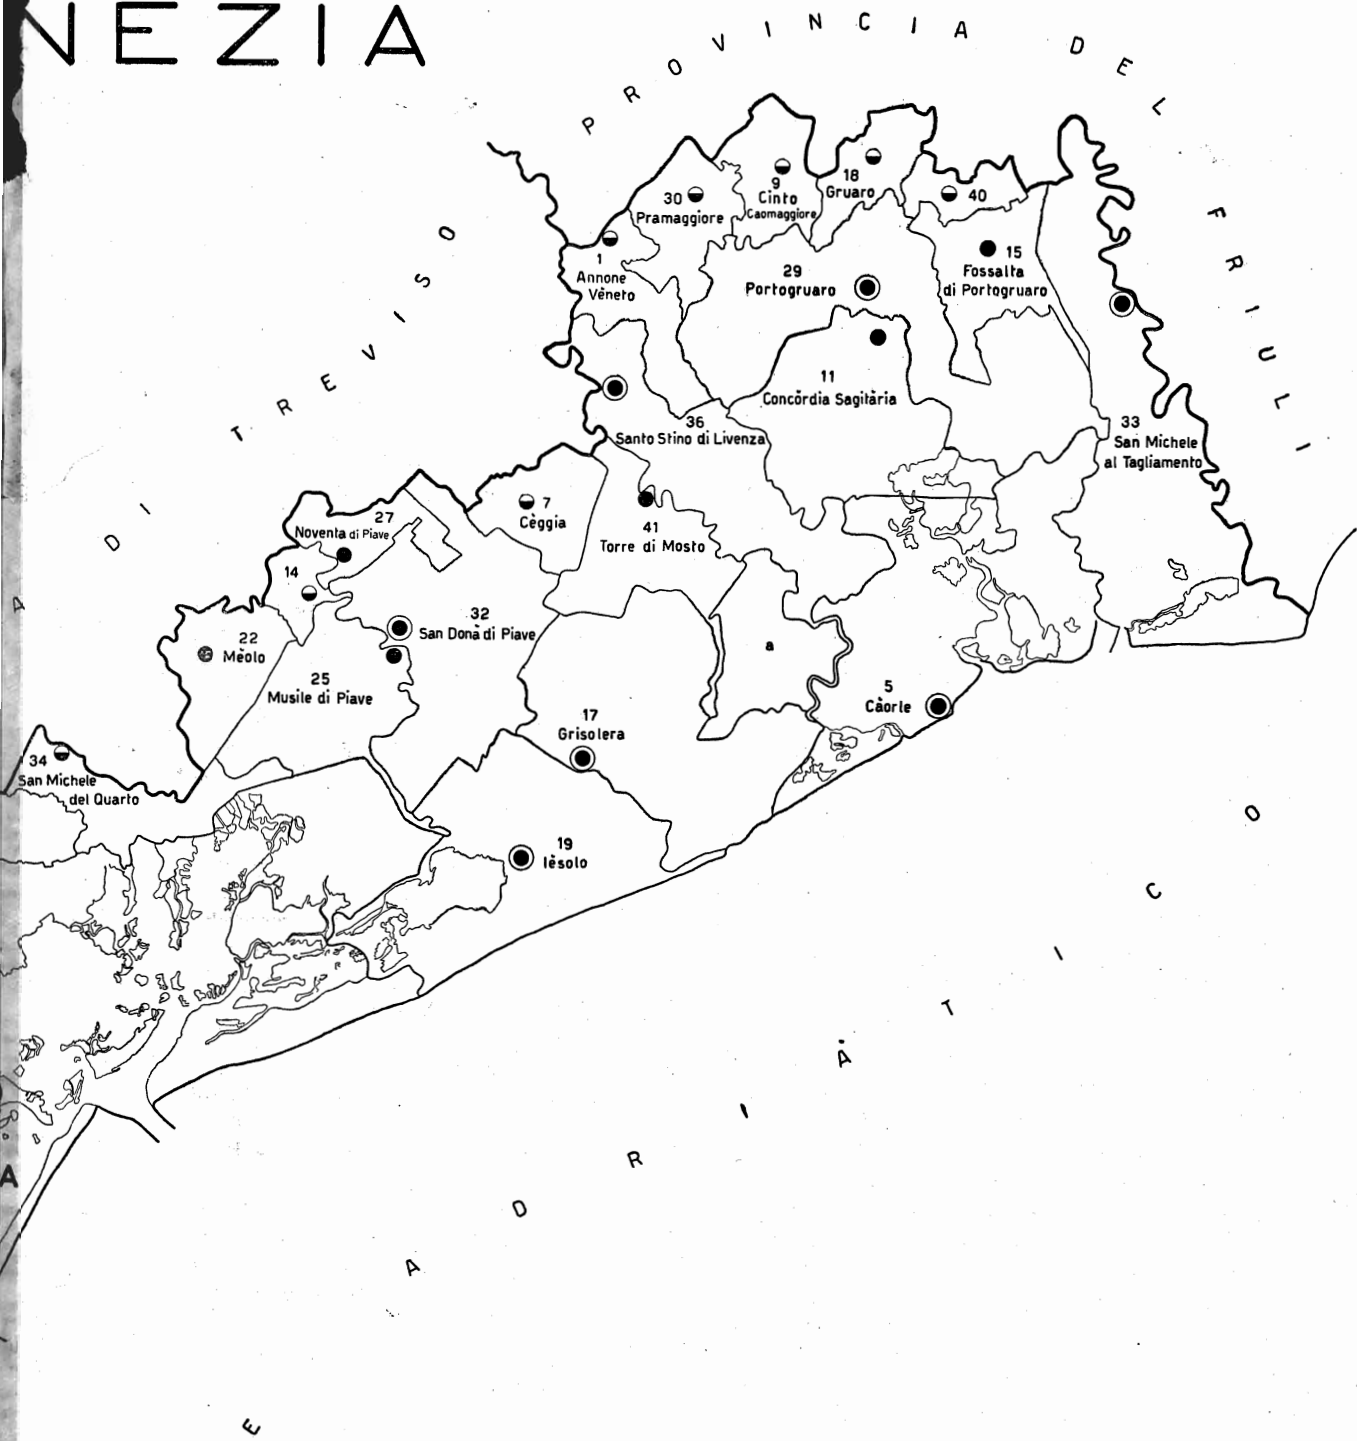 NEZIA
PROVINCIA DEL FRIULI
A DI TREVISO
30
Pramaggiore
9
Cinto
Caomaggiore
18
Gruaro
40
1
Annone
Vêneto
29
Portogruaro
15
Fossalta
di Portogruaro
11
Concòrdia Sagitària
36
Santo Stino di Livenza
33
San Michele
al Tagliamento
7
Cèggia
27
Noventa di Piave
41
Torre di Mosto
14
32
San Donà di Piave
22
Mèolo
25
Musile di Piave
a
5
Càorle
17
Grisolera
34
San Michele
del Quarto
19
Ièsolo
A
E ADRIATICO